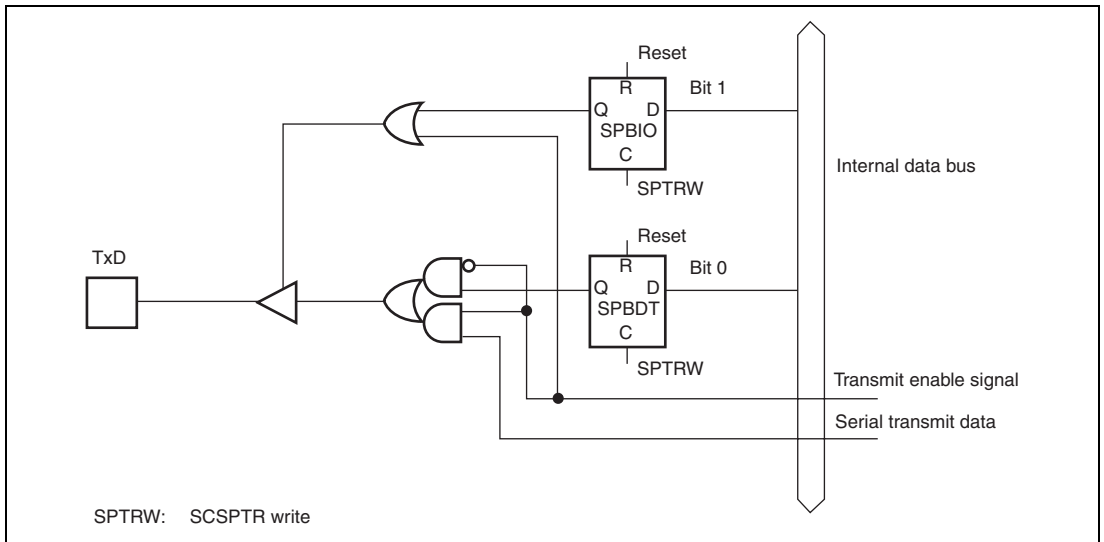 Reset
R
Bit 1
Q D
SPBIO
C
SPTRW
Internal data bus
Reset
TxD
R
Bit 0
Q D
SPBDT
C
SPTRW
Transmit enable signal
Serial transmit data
SPTRW: SCSPTR write